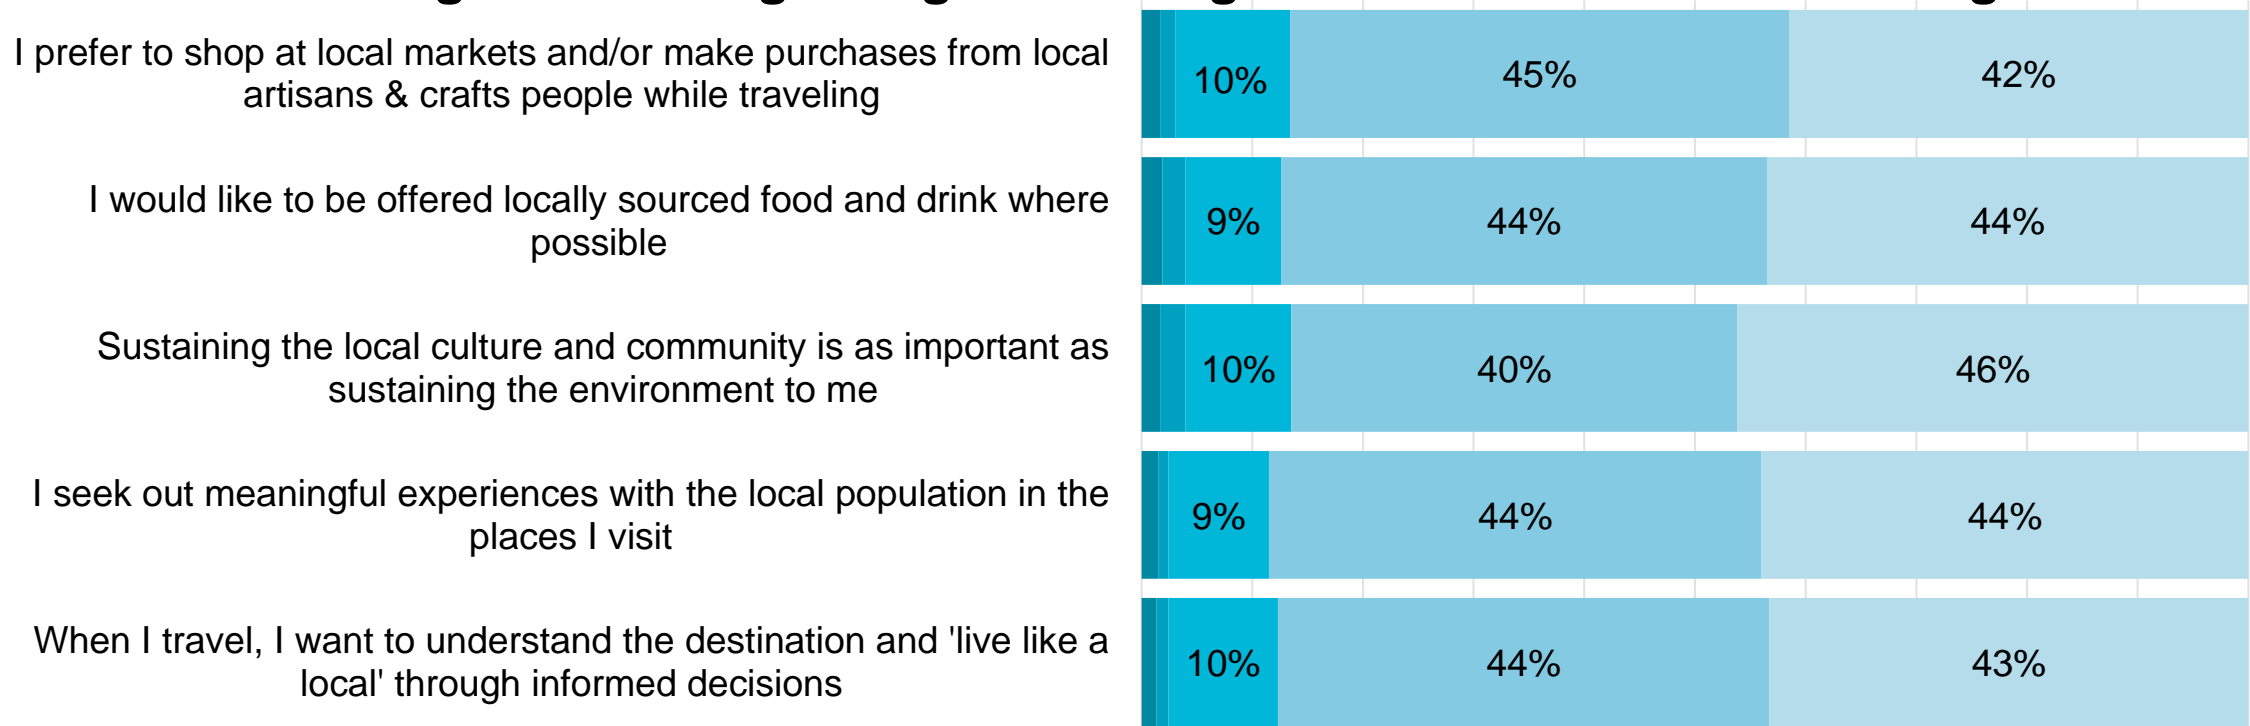 I prefer to shop at local markets and/or make purchases from local
artisans & crafts people while traveling
10%
45%
42%
I would like to be offered locally sourced food and drink where
possible
9%
44%
44%
Sustaining the local culture and community is as important as
sustaining the environment to me
10%
40%
46%
I seek out meaningful experiences with the local population in the
places I visit
9%
44%
44%
When I travel, I want to understand the destination and 'live like a
local' through informed decisions
10%
44%
43%